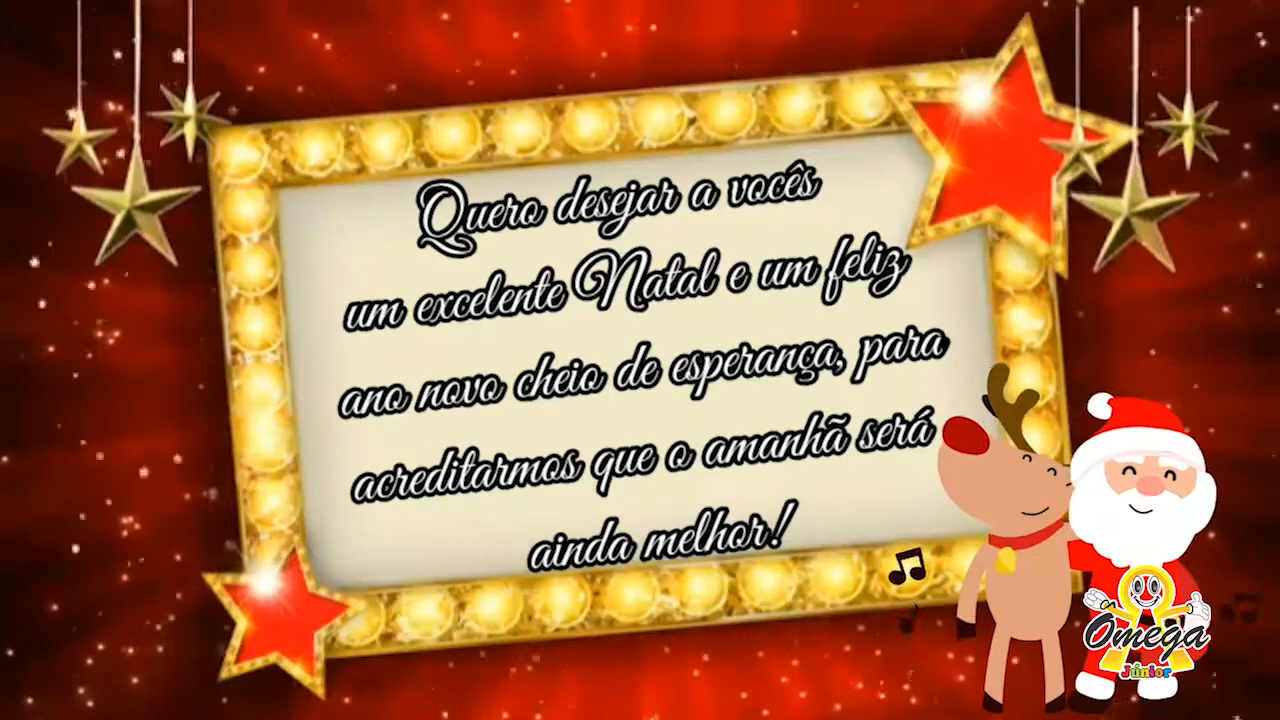 Quero desejar a vocês
um excelente Natal e um feliz
ano novo cheio de esperança, para
acreditarmos que o amanhã será
ainda melhor!
Ômega
Júnior